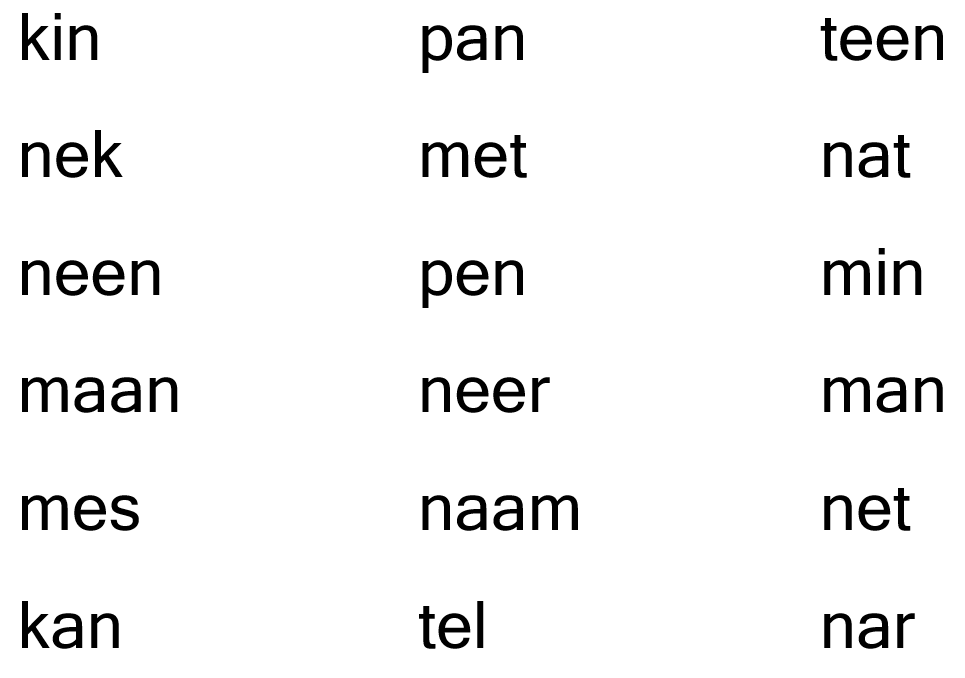 kin pan teen
nek met nat
neen pen min
maan neer man
mes naam net
kan tel nar